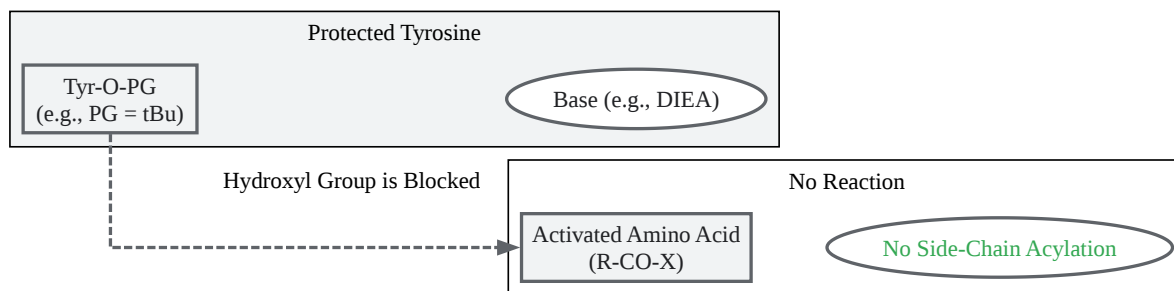 Protected Tyrosine
Tyr-O-PG
(e.g., PG = tBu)
Base (e.g., DIEA)
Hydroxyl Group is Blocked
No Reaction
Activated Amino Acid
(R-CO-X)
No Side-Chain Acylation